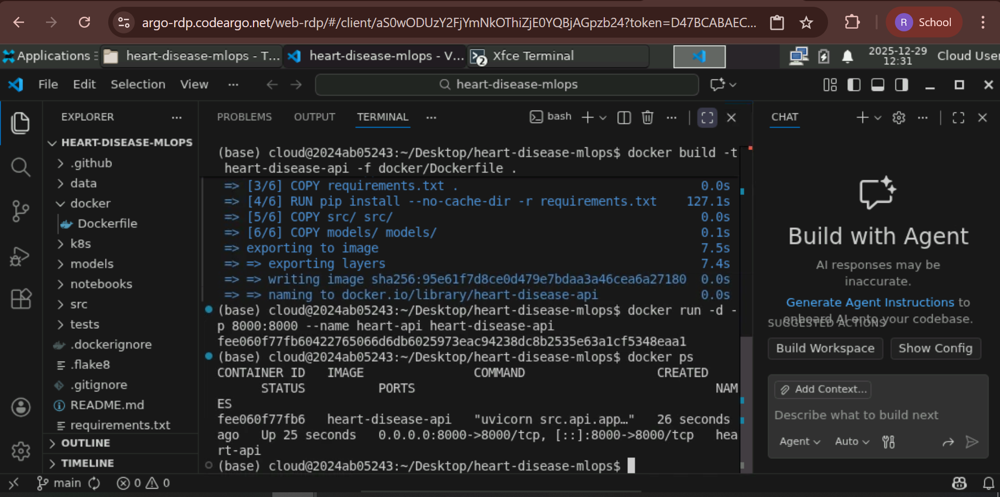 argo-rdp.codeargo.net/web-rdp/#/client/aS0wODUzY2FjYmNkOThiZjE0YQBjAGpzb24?token=D47BCABAEC...
R School
Applications
heart-disease-mlops - T...
heart-disease-mlops - V...
2 Xfce Terminal
2025-12-29
12:31
Cloud User
File Edit Selection View ...
heart-disease-mlops
EXPLORER ...
HEART-DISEASE-MLOPS
.github
data
docker
Dockerfile
k8s
models
notebooks
src
tests
.dockerignore
.flake8
.gitignore
README.md
requirements.txt
OUTLINE
TIMELINE
PROBLEMS OUTPUT TERMINAL ... bash ...
(base) cloud@2024ab05243:~/Desktop/heart-disease-mlops$ docker build -t
heart-disease-api -f docker/Dockerfile .
=> [3/6] COPY requirements.txt . 0.0s
=> [4/6] RUN pip install --no-cache-dir -r requirements.txt 127.1s
=> [5/6] COPY src/ src/ 0.0s
=> [6/6] COPY models/ models/ 0.1s
=> exporting to image 7.5s
=> => exporting layers 7.4s
=> => writing image sha256:95e61f7d8ce0d479e7bdaa3a46cea6a27180 0.0s
=> => naming to docker.io/library/heart-disease-api 0.0s
(base) cloud@2024ab05243:~/Desktop/heart-disease-mlops$ docker run -d -
p 8000:8000 --name heart-api heart-disease-api
fee060f77fb60422765066d6db6025973eac94238dc8b2535e63a1cf5348eaa1
(base) cloud@2024ab05243:~/Desktop/heart-disease-mlops$ docker ps
CONTAINER ID IMAGE COMMAND CREATED
STATUS PORTS NAM
ES
fee060f77fb6 heart-disease-api "uvicorn src.api.app…" 26 seconds
ago Up 25 seconds 0.0.0.0:8000->8000/tcp, [::]:8000->8000/tcp hea
rt-api
(base) cloud@2024ab05243:~/Desktop/heart-disease-mlops$
CHAT ...
Build with Agent
AI responses may be
inaccurate.
Generate Agent Instructions to
onboard AI onto your codebase.
SUGGESTED ACTIONS
Build Workspace
Show Config
Add Context...
Describe what to build next
Agent Auto
main 0 0